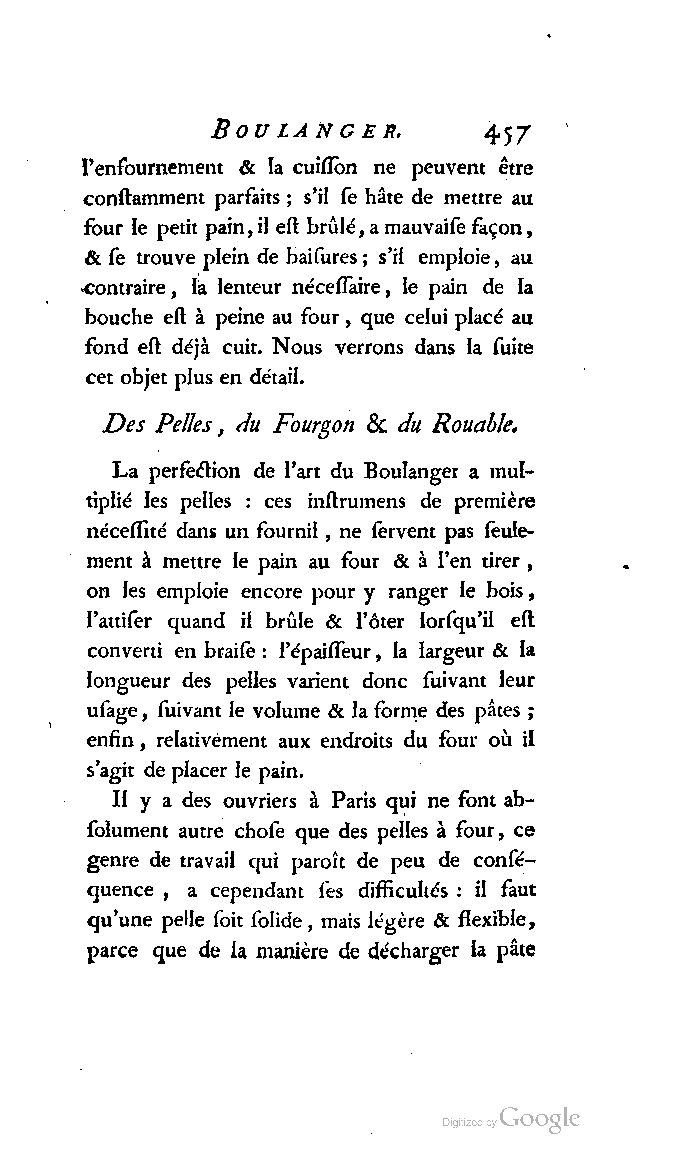 BOULANGER. 457
l'enfournement & la cuiſſon ne peuvent être
conſtamment parfaits ; s'il ſe hâte de mettre au
four le petit pain, il eſt brûlé, a mauvaiſe façon,
& ſe trouve plein de baiſures ; s'il emploie, au
contraire, la lenteur néceſſaire, le pain de la
bouche eſt à peine au four, que celui placé au
fond eſt déjà cuit. Nous verrons dans la ſuite
cet objet plus en détail.
Des Pelles, du Fourgon & du Rouable.
La perfection de l'art du Boulanger a mul-
tiplié les pelles : ces inſtrumens de première
néceſſité dans un fournil, ne ſervent pas ſeule-
ment à mettre le pain au four & à l'en tirer,
on les emploie encore pour y ranger le bois,
l'attiſer quand il brûle & l'ôter lorſqu'il eſt
converti en braiſe : l'épaiſſeur, la largeur & la
longueur des pelles varient donc ſuivant leur
uſage, ſuivant le volume & la forme des pâtes ;
enfin, relativement aux endroits du four où il
s'agit de placer le pain.
Il y a des ouvriers à Paris qui ne font ab-
ſolument autre choſe que des pelles à four, ce
genre de travail qui paroît de peu de conſé-
quence, a cependant ſes difficultés : il faut
qu'une pelle ſoit ſolide, mais légère & flexible,
parce que de la manière de décharger la pâte
Digitized by Google